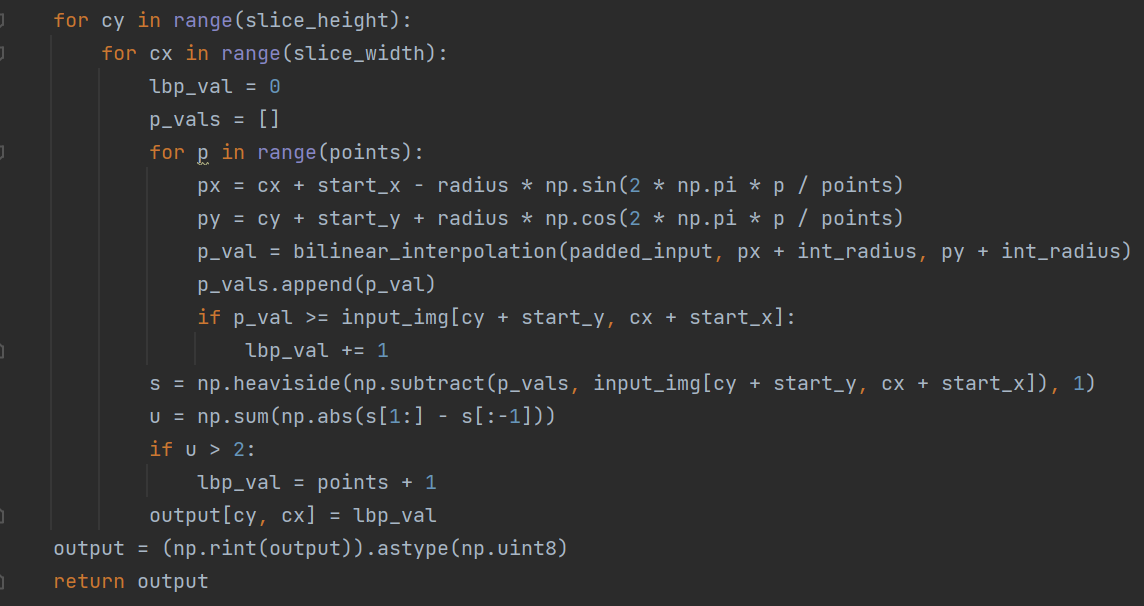 for cy in range(slice_height):
    for cx in range(slice_width):
        lbp_val = 0
        p_vals = []
        for p in range(points):
            px = cx + start_x - radius * np.sin(2 * np.pi * p / points)
            py = cy + start_y + radius * np.cos(2 * np.pi * p / points)
            p_val = bilinear_interpolation(padded_input, px + int_radius, py + int_radius)
            p_vals.append(p_val)
            if p_val >= input_img[cy + start_y, cx + start_x]:
                lbp_val += 1
        s = np.heaviside(np.subtract(p_vals, input_img[cy + start_y, cx + start_x]), 1)
        u = np.sum(np.abs(s[1:] - s[:-1]))
        if u > 2:
            lbp_val = points + 1
        output[cy, cx] = lbp_val
output = (np.rint(output)).astype(np.uint8)
return output